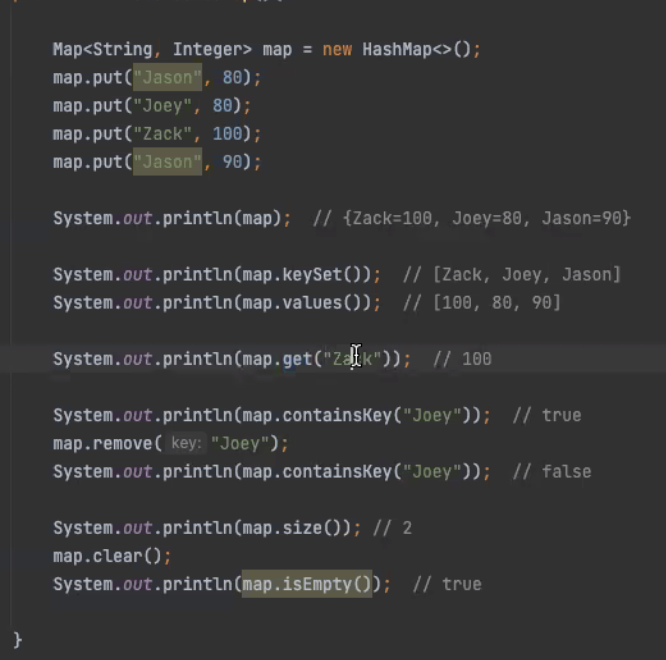 Map<String, Integer> map = new HashMap<>();
map.put("Jason", 80);
map.put("Joey", 80);
map.put("Zack", 100);
map.put("Jason", 90);
System.out.println(map);  // {Zack=100, Joey=80, Jason=90}
System.out.println(map.keySet());  // [Zack, Joey, Jason]
System.out.println(map.values());  // [100, 80, 90]
System.out.println(map.get("Zack"));  // 100
System.out.println(map.containsKey("Joey"));  // true
map.remove( key: "Joey");
System.out.println(map.containsKey("Joey"));  // false
System.out.println(map.size()); // 2
map.clear();
System.out.println(map.isEmpty());  // true
}